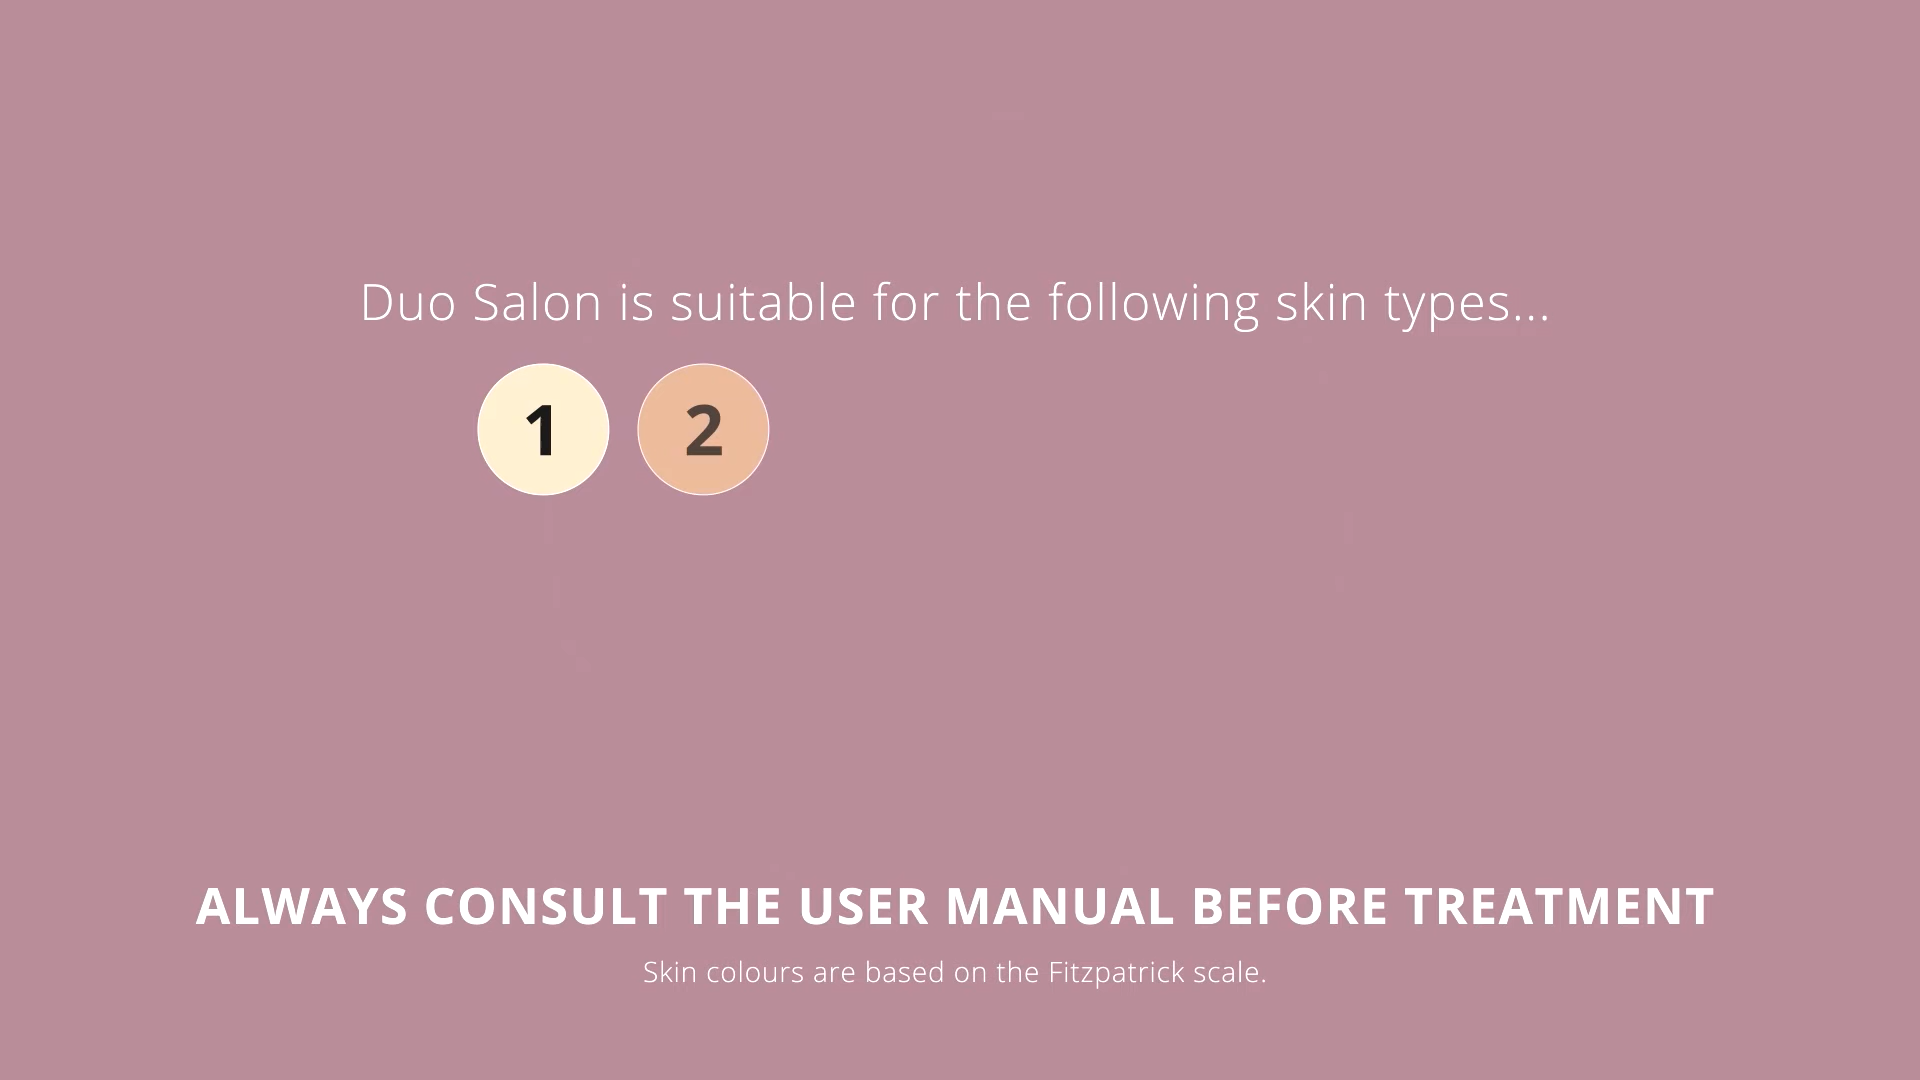 Duo Salon is suitable for the following skin types...
1 2
ALWAYS CONSULT THE USER MANUAL BEFORE TREATMENT
Skin colours are based on the Fitzpatrick scale.